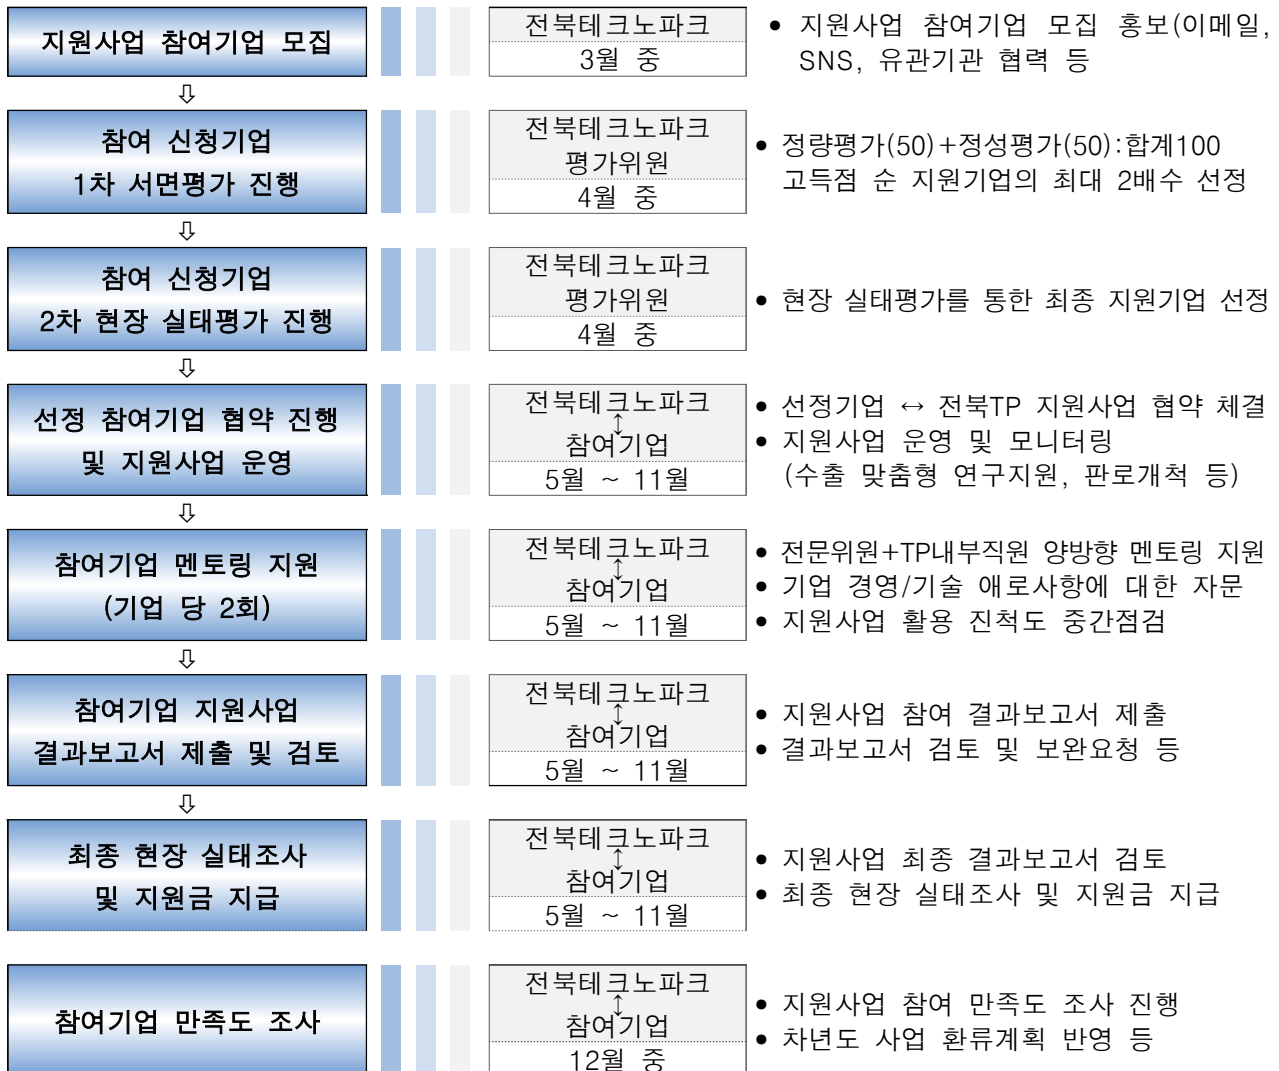 지원사업 참여기업 모집
전북테크노파크
3월 중
• 지원사업 참여기업 모집 홍보(이메일,
SNS, 유관기관 협력 등
⇩
참여 신청기업
1차 서면평가 진행
전북테크노파크
평가위원
4월 중
• 정량평가(50)+정성평가(50):합계100
고득점 순 지원기업의 최대 2배수 선정
⇩
참여 신청기업
2차 현장 실태평가 진행
전북테크노파크
평가위원
4월 중
• 현장 실태평가를 통한 최종 지원기업 선정
⇩
선정 참여기업 협약 진행
및 지원사업 운영
전북테크노파크
↕
참여기업
5월 ~ 11월
• 선정기업 ↔ 전북TP 지원사업 협약 체결
• 지원사업 운영 및 모니터링
(수출 맞춤형 연구지원, 판로개척 등)
⇩
참여기업 멘토링 지원
(기업 당 2회)
전북테크노파크
↕
참여기업
5월 ~ 11월
• 전문위원+TP내부직원 양방향 멘토링 지원
• 기업 경영/기술 애로사항에 대한 자문
• 지원사업 활용 진척도 중간점검
⇩
참여기업 지원사업
결과보고서 제출 및 검토
전북테크노파크
↕
참여기업
5월 ~ 11월
• 지원사업 참여 결과보고서 제출
• 결과보고서 검토 및 보완요청 등
⇩
최종 현장 실태조사
및 지원금 지급
전북테크노파크
↕
참여기업
5월 ~ 11월
• 지원사업 최종 결과보고서 검토
• 최종 현장 실태조사 및 지원금 지급
참여기업 만족도 조사
전북테크노파크
↕
참여기업
12월 중
• 지원사업 참여 만족도 조사 진행
• 차년도 사업 환류계획 반영 등